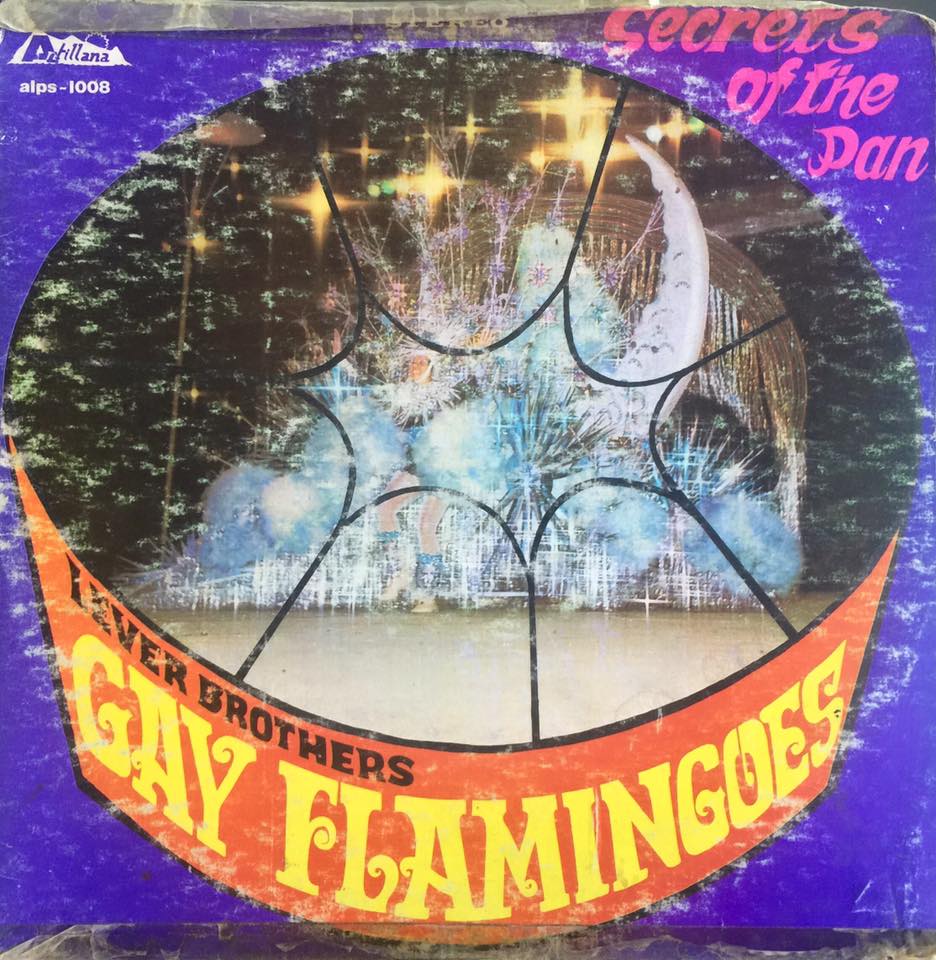 STEREO
Antillana
alps-1008
Secrets
of the
Pan
LEVER BROTHERS
GAY FLAMINGOES